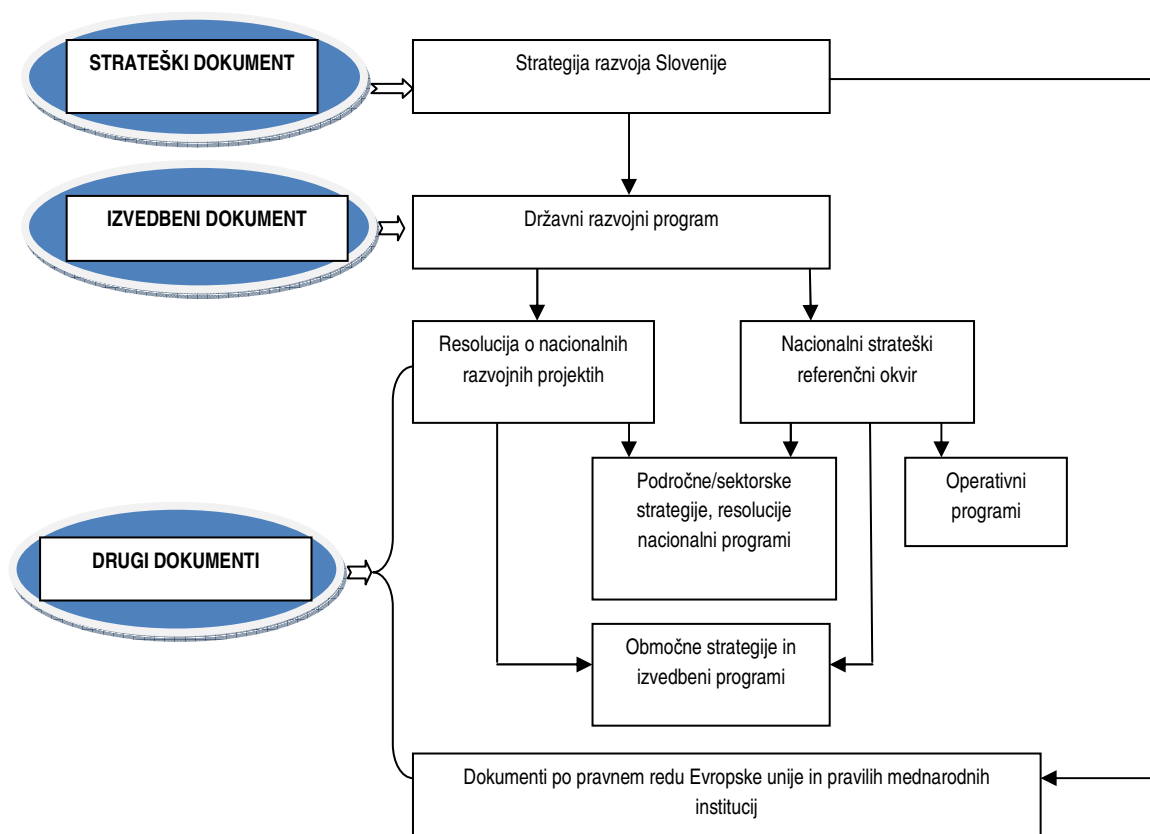 STRATEŠKI DOKUMENT
Strategija razvoja Slovenije
IZVEDBENI DOKUMENT
Državni razvojni program
Resolucija o nacionalnih
razvojnih projektih
Nacionalni strateški
referenčni okvir
Področne/sektorske
strategije, resolucije
nacionalni programi
Operativni
programi
DRUGI DOKUMENTI
Območne strategije in
izvedbeni programi
Dokumenti po pravnem redu Evropske unije in pravilih mednarodnih
institucij